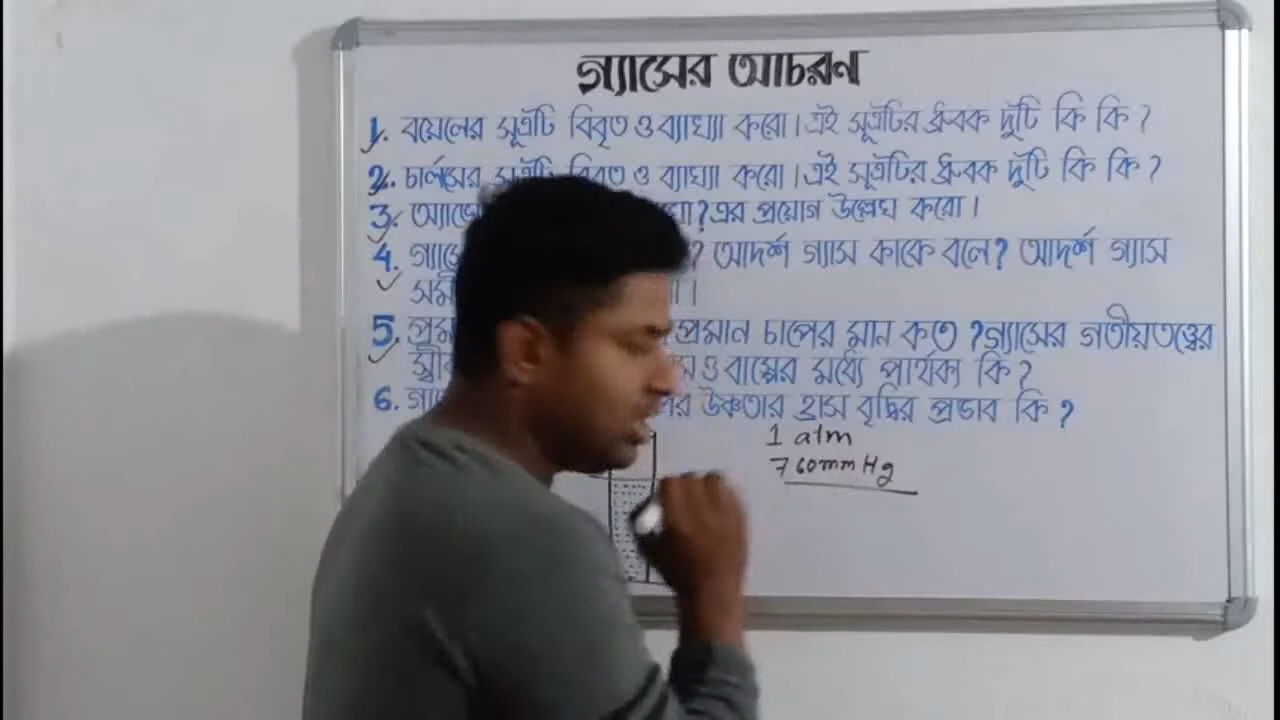 গ্যাসের আচরণ
1. বয়েলের সূত্রটি বিবৃত ও ব্যাখ্যা করো। এই সূত্রটির ধ্রুবক দুটি কি কি ?
2. চার্লসের সূত্রটি বিবৃত ও ব্যাখ্যা করো। এই সূত্রটির ধ্রুবক দুটি কি কি ?
3. ? এর প্রয়োগ উল্লেখ করো।
4. ? আদর্শ গ্যাস কাকে বলে? আদর্শ গ্যাস
5. প্রমান চাপের মান কত ? গ্যাসের গতীয়তত্ত্বের
ও বাষ্পের মধ্যে পার্থক্য কি ?
6. উষ্ণতার হ্রাস বৃদ্ধির প্রভাব কি ?
1 atm
760mm Hg